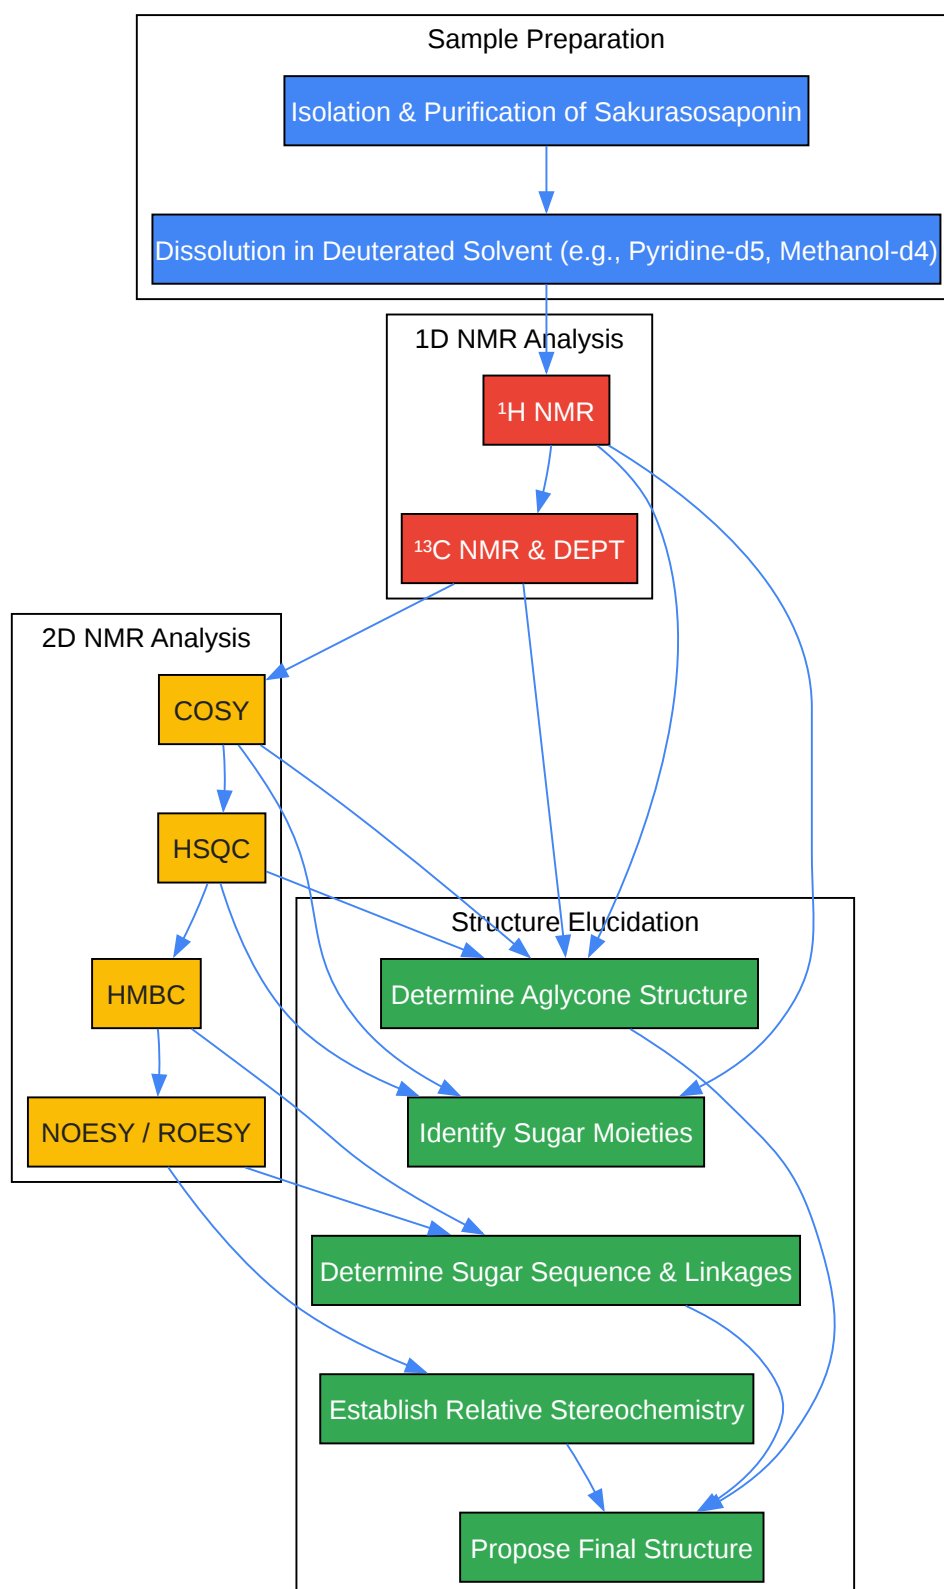 Sample Preparation
Isolation & Purification of Sakurasosaponin
Dissolution in Deuterated Solvent (e.g., Pyridine-d5, Methanol-d4)
1D NMR Analysis
¹H NMR
¹³C NMR & DEPT
2D NMR Analysis
COSY
HSQC
HMBC
NOESY / ROESY
Structure Elucidation
Determine Aglycone Structure
Identify Sugar Moieties
Determine Sugar Sequence & Linkages
Establish Relative Stereochemistry
Propose Final Structure